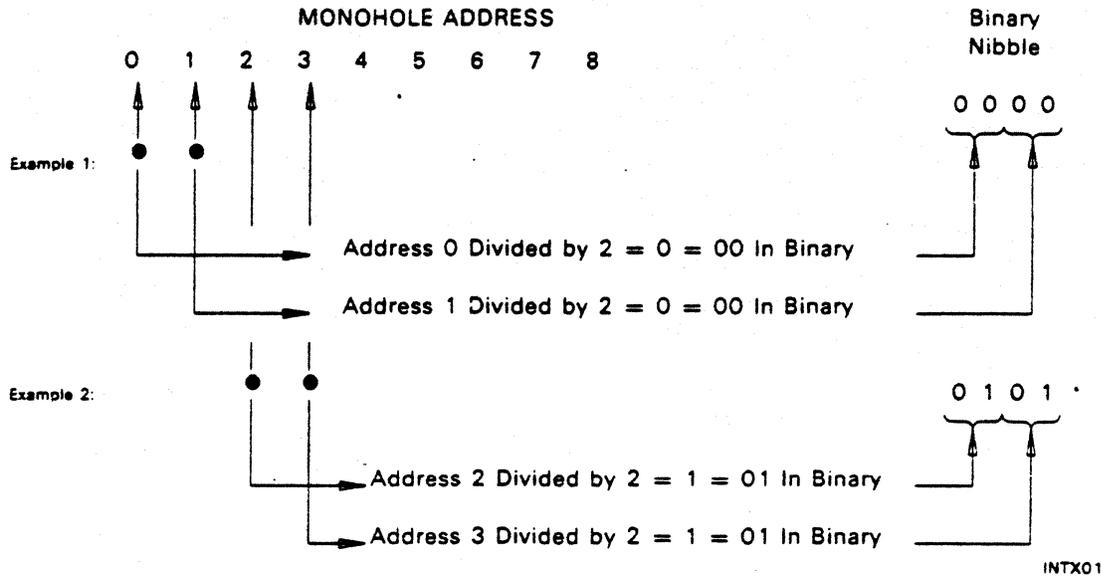 MONOHOLE ADDRESS
Binary
Nibble
0 1 2 3 4 5 6 7 8
0 0 0 0
Example 1:
Address 0 Divided by 2 = 0 = 00 In Binary
Address 1 Divided by 2 = 0 = 00 In Binary
Example 2:
0 1 0 1
Address 2 Divided by 2 = 1 = 01 In Binary
Address 3 Divided by 2 = 1 = 01 In Binary
INTX01